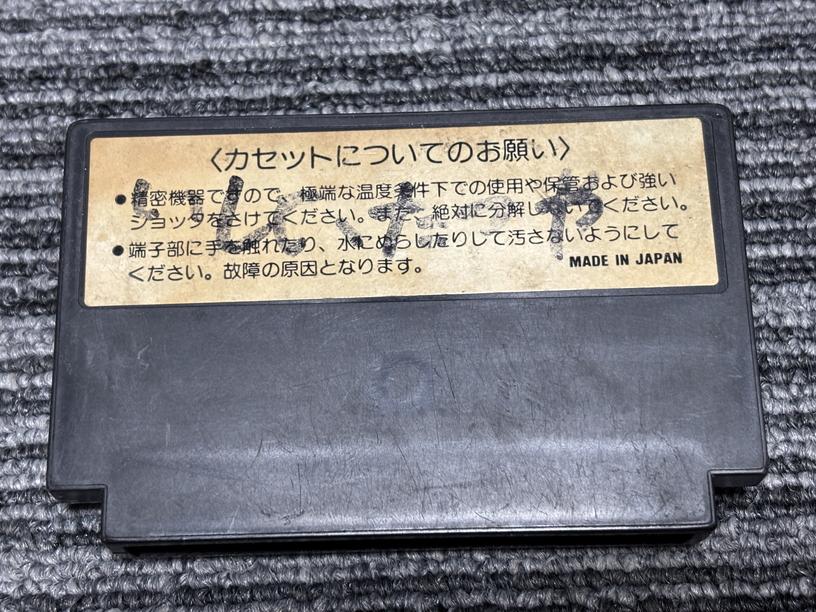 〈カセットについてのお願い〉
●精密機器ですので、極端な温度条件下での使用や保管および強い
ショックをさけてください。また、絶対に分解しないでください。
●端子部に手を触れたり、水にぬらしたりして汚さないようにして
ください。故障の原因となります。
MADE IN JAPAN